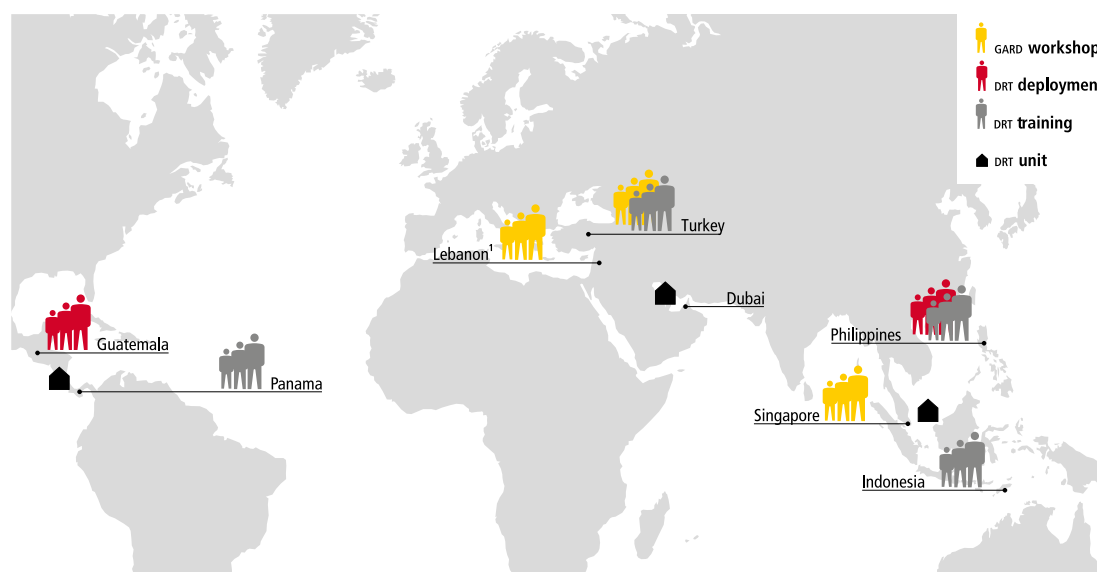 GARD workshop
DRT deploymen
DRT training
DRT unit
Turkey
Lebanon¹
Dubai
Guatemala
Philippines
Panama
Singapore
Indonesia